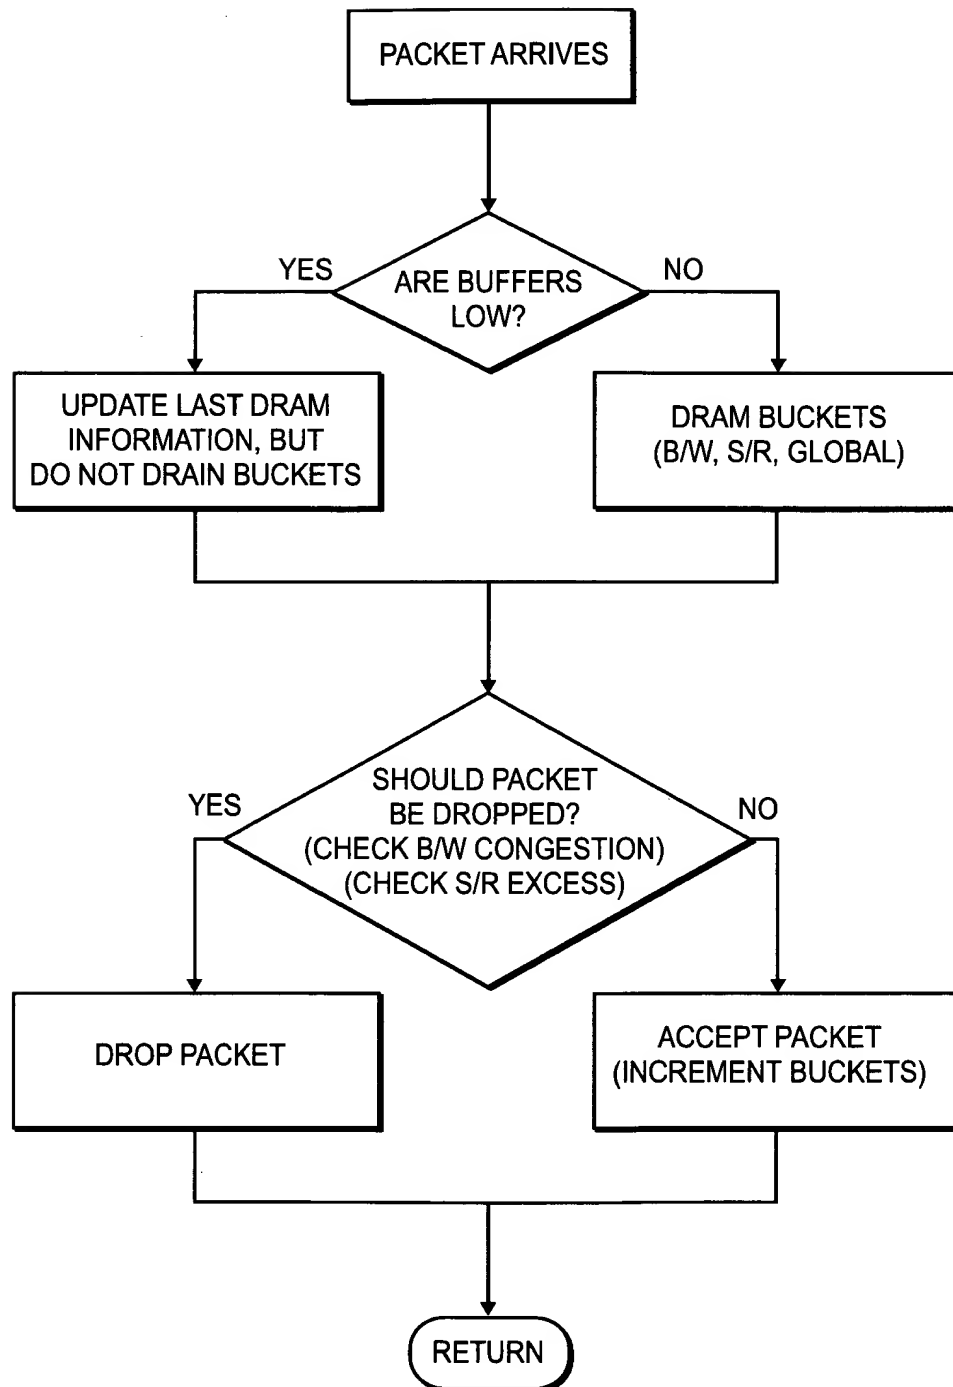 PACKET ARRIVES
YES
NO
ARE BUFFERS
LOW?
UPDATE LAST DRAM
INFORMATION, BUT
DO NOT DRAIN BUCKETS
DRAM BUCKETS
(B/W, S/R, GLOBAL)
YES
NO
SHOULD PACKET
BE DROPPED?
(CHECK B/W CONGESTION)
(CHECK S/R EXCESS)
DROP PACKET
ACCEPT PACKET
(INCREMENT BUCKETS)
RETURN